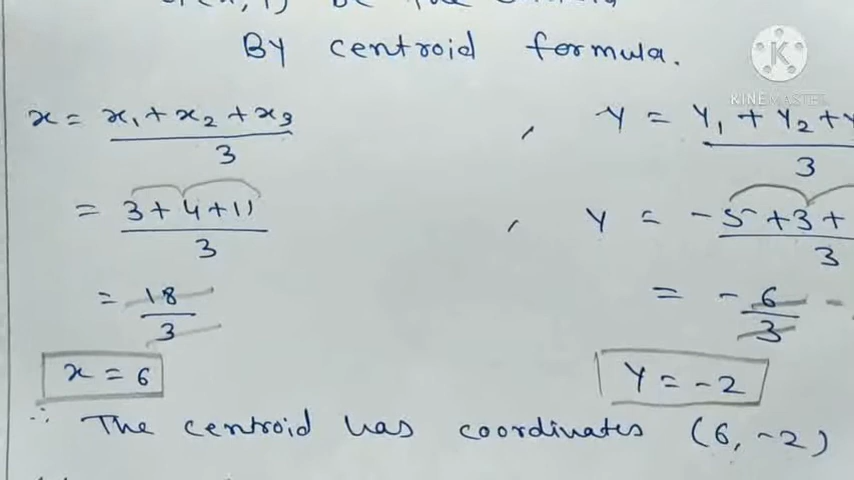 By centroid formula.
KINEMASTER
x = x₁ + x₂ + x₃ / 3 , Y = Y₁ + Y₂ + / 3
= 3 + 4 + 11 / 3 , Y = -5 + 3 + / 3
= 18 / 3 = - 6 / 3
x = 6 Y = -2
∴ The centroid has coordinates (6, -2)